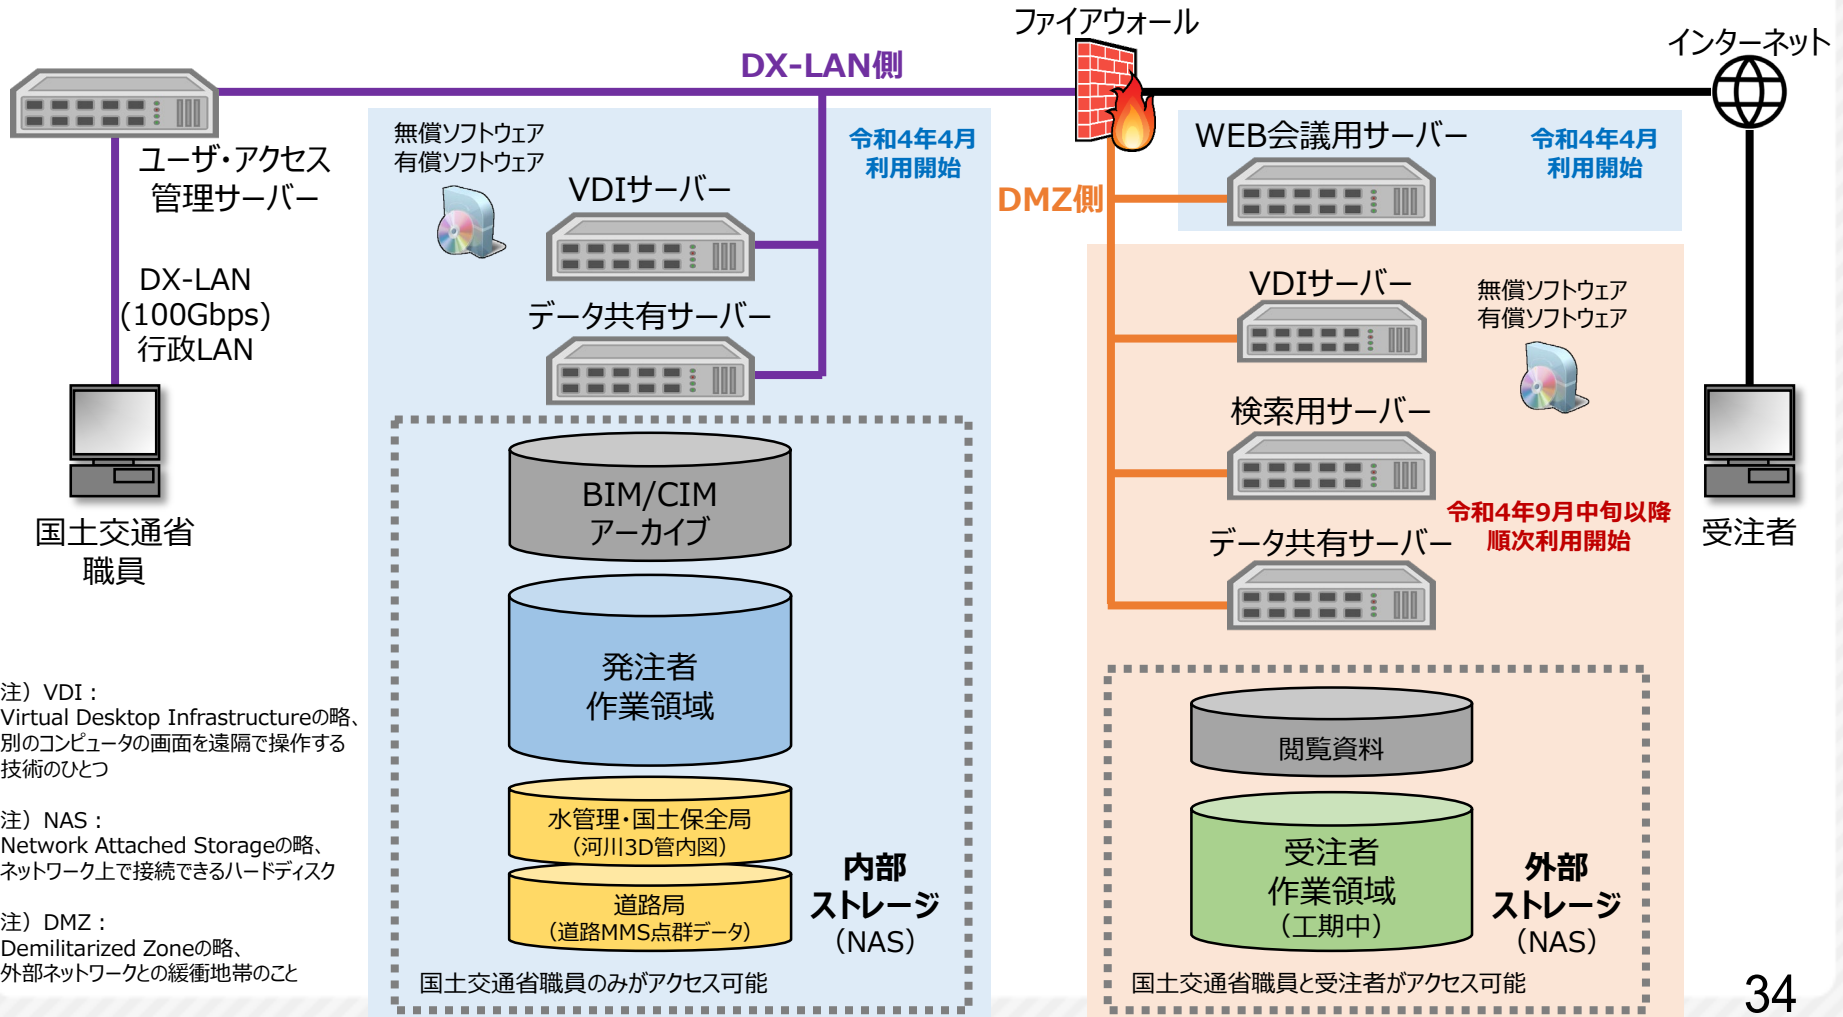 ファイアウォール
インターネット
DX-LAN側
ユーザ・アクセス
管理サーバー
DX-LAN
(100Gbps)
行政LAN
国土交通省
職員
無償ソフトウェア
有償ソフトウェア
令和4年4月
利用開始
VDIサーバー
データ共有サーバー
BIM/CIM
アーカイブ
発注者
作業領域
水管理・国土保全局
（河川3D管内図）
道路局
（道路MMS点群データ）
内部
ストレージ
（NAS）
国土交通省職員のみがアクセス可能
DMZ側
WEB会議用サーバー
令和4年4月
利用開始
VDIサーバー
無償ソフトウェア
有償ソフトウェア
検索用サーバー
令和4年9月中旬以降
順次利用開始
データ共有サーバー
閲覧資料
受注者
作業領域
（工期中）
外部
ストレージ
（NAS）
国土交通省職員と受注者がアクセス可能
受注者
注）VDI：
Virtual Desktop Infrastructureの略、
別のコンピュータの画面を遠隔で操作する
技術のひとつ
注）NAS：
Network Attached Storageの略、
ネットワーク上で接続できるハードディスク
注）DMZ：
Demilitarized Zoneの略、
外部ネットワークとの緩衝地帯のこと
34